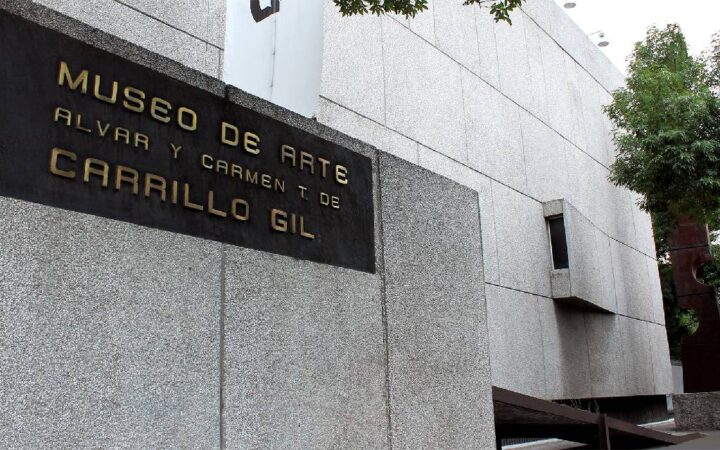 MUSEO DE ARTE
ALVAR Y CARMEN T. DE
CARRILLO GIL